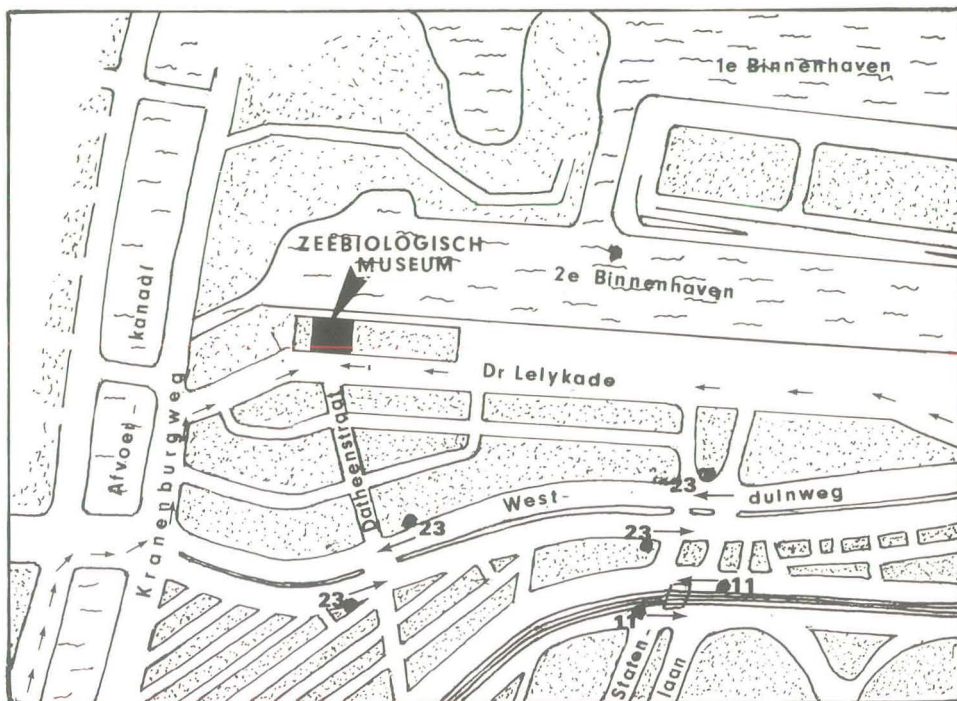 1e Binnenhaven
ZEEBIOLOGISCH
MUSEUM
2e Binnenhaven
Afvoer-
kanaal
Kranenburgweg
Dr Lelykade
Datheenstraat
West-
duinweg
23
23
23
23
11
11
Staten-
laan